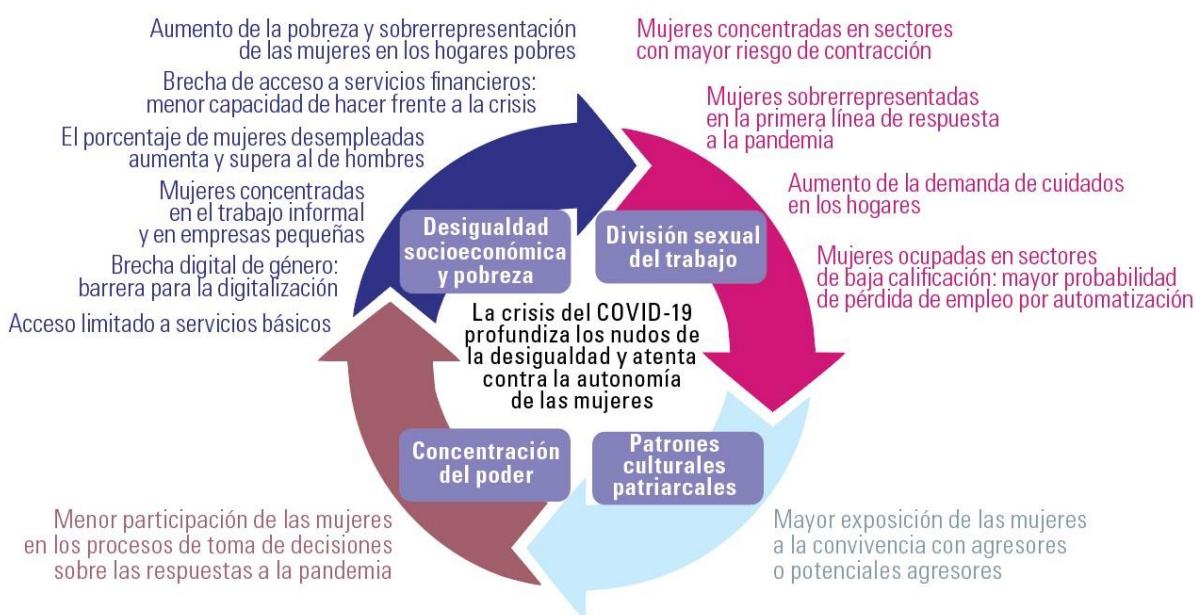 Aumento de la pobreza y sobrerrepresentación
de las mujeres en los hogares pobres
Brecha de acceso a servicios financieros:
menor capacidad de hacer frente a la crisis
El porcentaje de mujeres desempleadas
aumenta y supera al de hombres
Mujeres concentradas
en el trabajo informal
y en empresas pequeñas
Brecha digital de género:
barrera para la digitalización
Acceso limitado a servicios básicos
Desigualdad
socioeconómica
y pobreza
Mujeres concentradas en sectores
con mayor riesgo de contracción
Mujeres sobrerrepresentadas
en la primera línea de respuesta
a la pandemia
Aumento de la demanda de cuidados
en los hogares
Mujeres ocupadas en sectores
de baja calificación: mayor probabilidad
de pérdida de empleo por automatización
División sexual
del trabajo
La crisis del COVID-19
profundiza los nudos de
la desigualdad y atenta
contra la autonomía
de las mujeres
Concentración
del poder
Patrones
culturales
patriarcales
Menor participación de las mujeres
en los procesos de toma de decisiones
sobre las respuestas a la pandemia
Mayor exposición de las mujeres
a la convivencia con agresores
o potenciales agresores